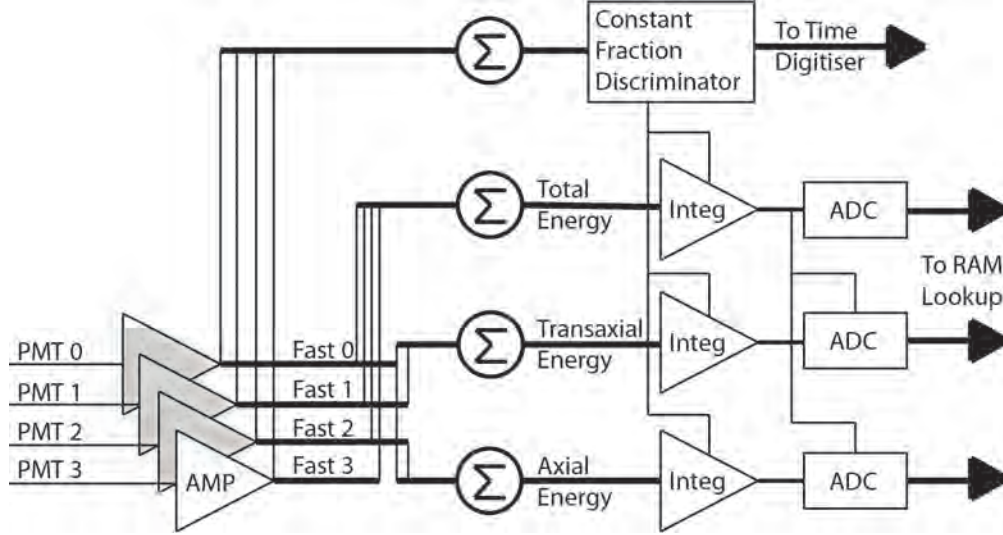 Constant
Fraction
Discriminator
To Time
Digitiser
Σ
Total
Energy
Σ
Integ
ADC
To RAM
Lookup
PMT 0
Fast 0
Transaxial
Energy
Σ
Integ
ADC
PMT 1
Fast 1
PMT 2
Fast 2
PMT 3
AMP
Fast 3
Σ
Axial
Energy
Integ
ADC